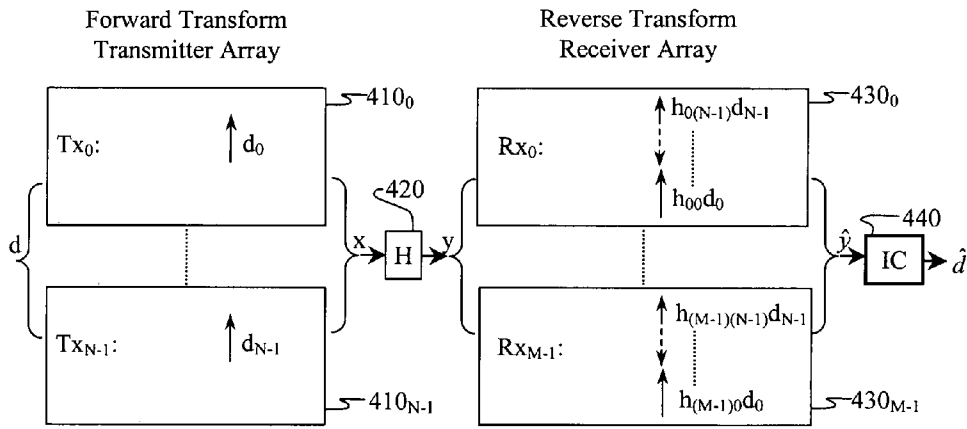 Forward Transform
Transmitter Array
Reverse Transform
Receiver Array
410₀
Tx₀:
d₀
430₀
Rx₀:
h₀₍N-1₎dN-1
h₀₀d₀
d
420
x
H
y
ŷ
440
IC
d̂
TxN-1:
dN-1
410N-1
RxM-1:
h(M-1)(N-1)dN-1
h(M-1)0d₀
430M-1